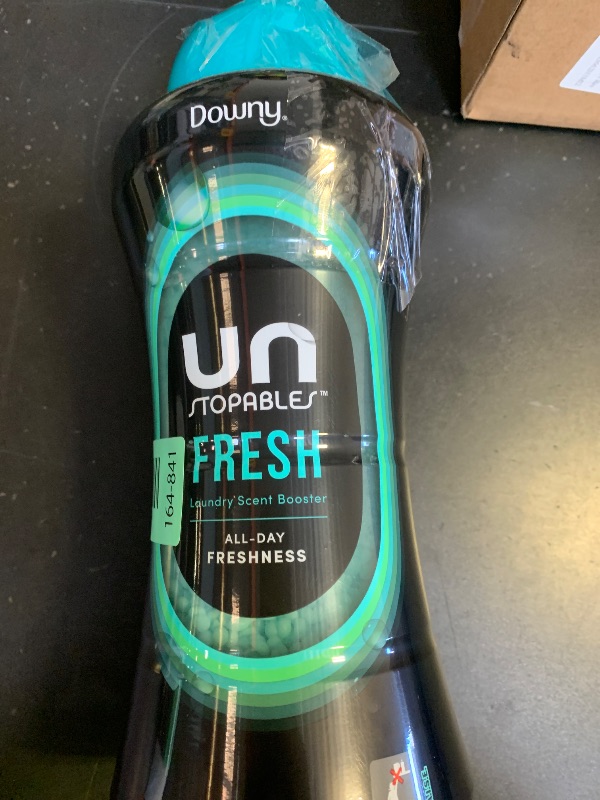 Downy
un
STOPABLES™
FRESH
Laundry Scent Booster
ALL-DAY
FRESHNESS
164-841